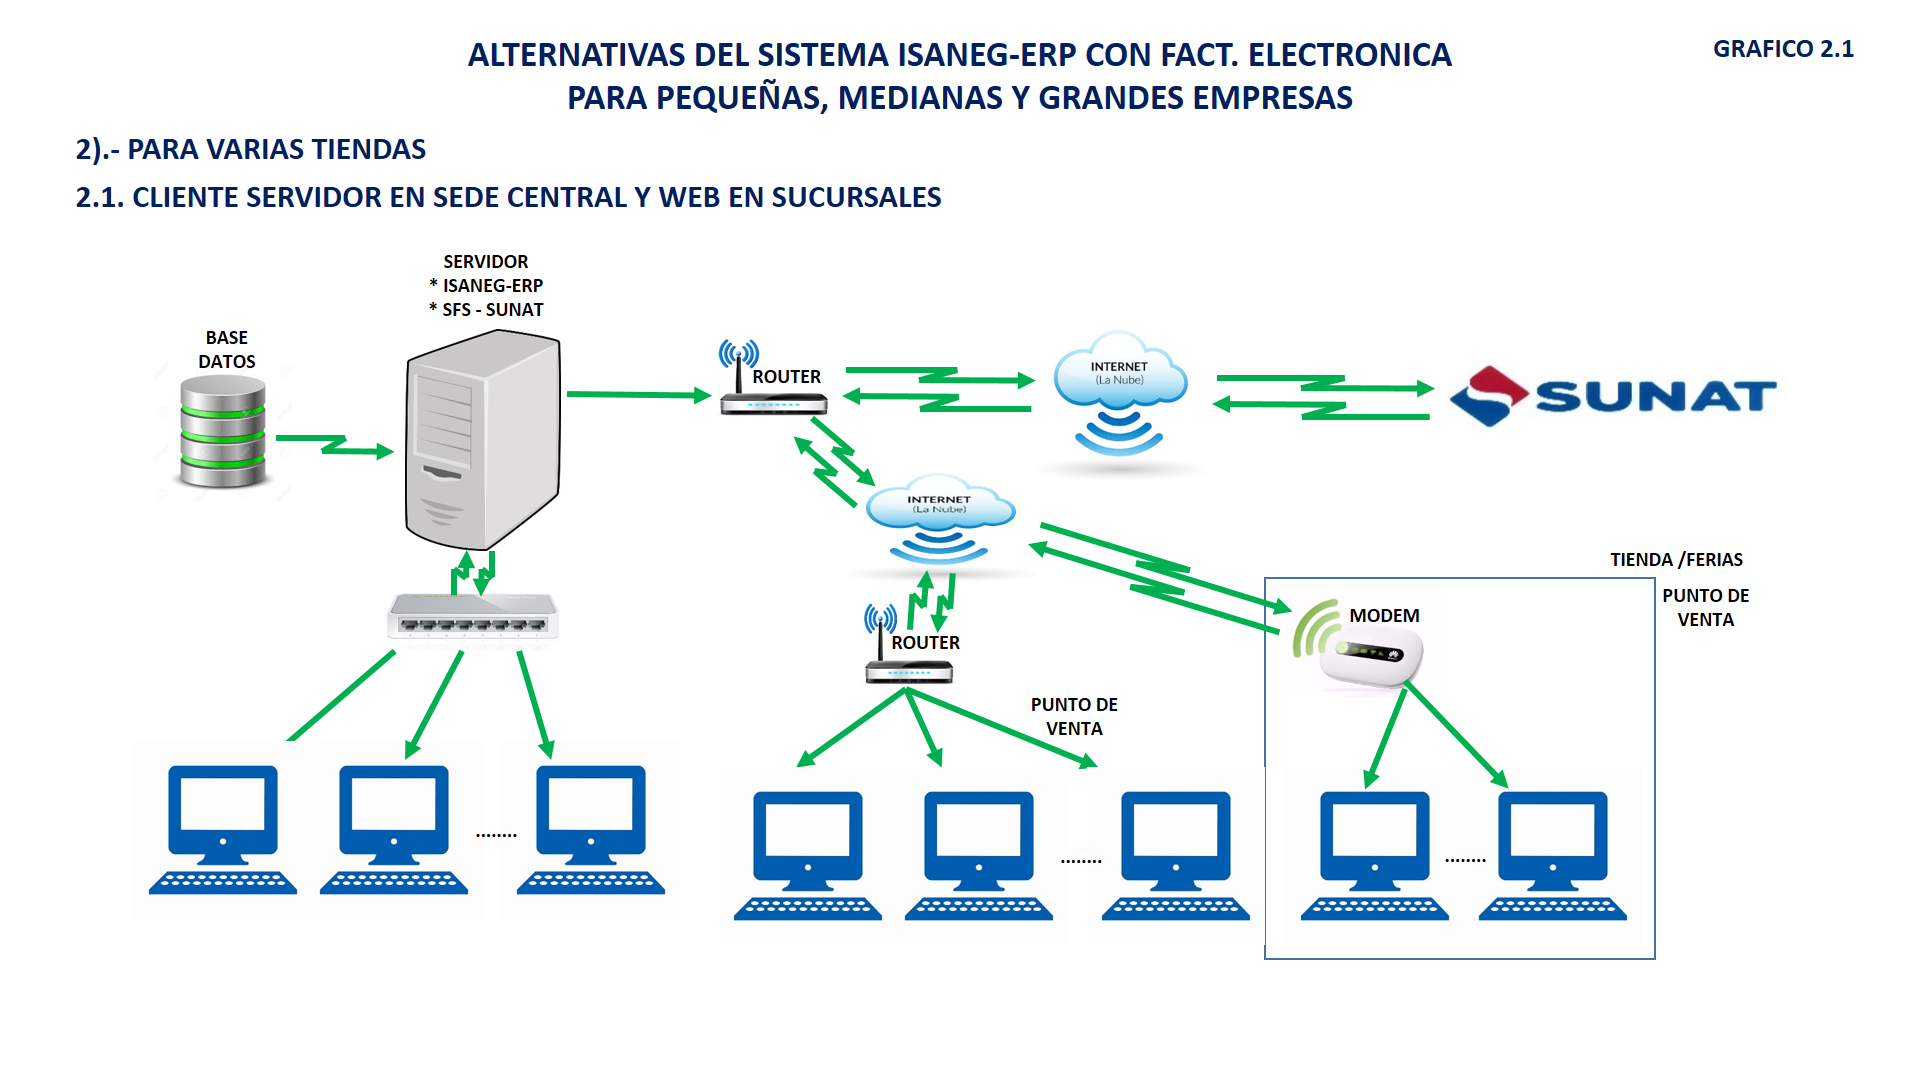 ALTERNATIVAS DEL SISTEMA ISANEG-ERP CON FACT. ELECTRONICA
PARA PEQUEÑAS, MEDIANAS Y GRANDES EMPRESAS
GRAFICO 2.1
2).- PARA VARIAS TIENDAS
2.1. CLIENTE SERVIDOR EN SEDE CENTRAL Y WEB EN SUCURSALES
SERVIDOR
* ISANEG-ERP
* SFS - SUNAT
BASE
DATOS
ROUTER
INTERNET
(La Nube)
SUNAT
INTERNET
(La Nube)
TIENDA /FERIAS
PUNTO DE
VENTA
MODEM
ROUTER
PUNTO DE
VENTA
........
........
........